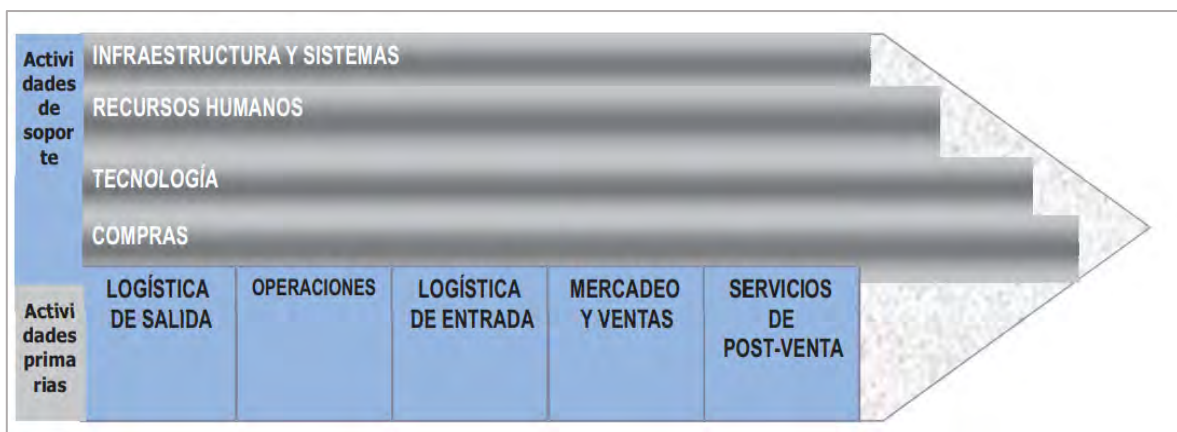 Activi
dades
de
sopor
te
INFRAESTRUCTURA Y SISTEMAS
RECURSOS HUMANOS
TECNOLOGÍA
COMPRAS
Activi
dades
prima
rias
LOGÍSTICA
DE SALIDA
OPERACIONES
LOGÍSTICA
DE ENTRADA
MERCADEO
Y VENTAS
SERVICIOS
DE
POST-VENTA